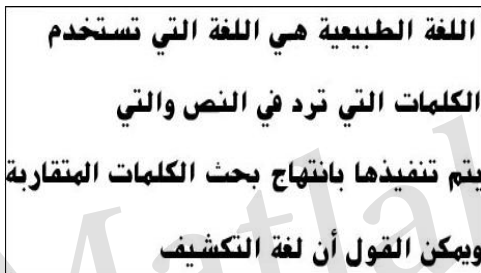 اللغة الطبيعية هي اللغة التي تستخدم
الكلمات التي ترد في النص والتي
يتم تنفيذها بانتهاج بحث الكلمات المتقاربة
ويمكن القول أن لغة التكشيف
Matlab